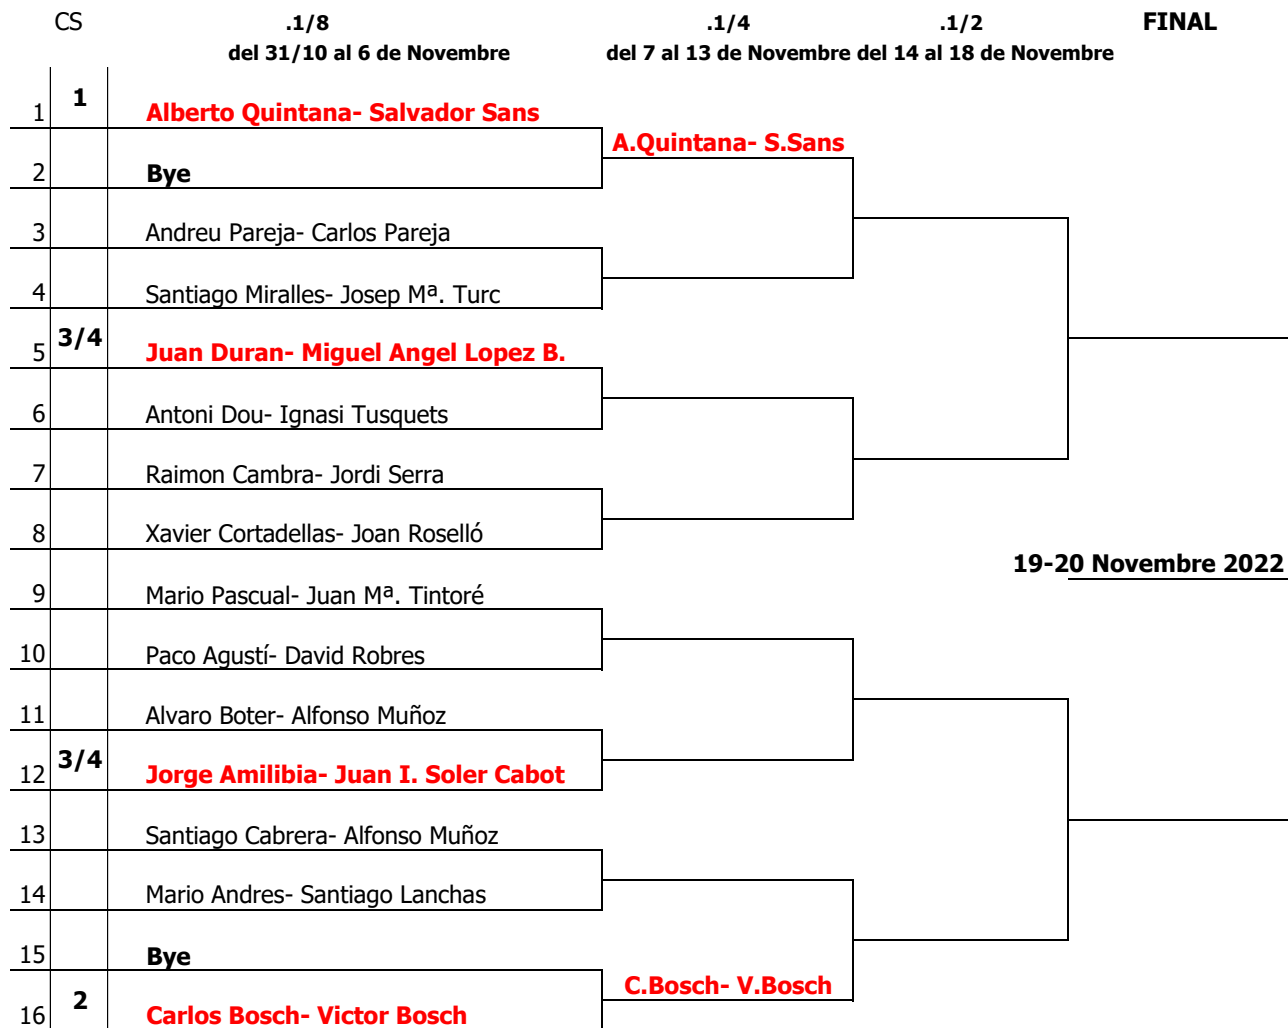 CS .1/8 .1/4 .1/2 FINAL
del 31/10 al 6 de Novembre del 7 al 13 de Novembre del 14 al 18 de Novembre
1 1 Alberto Quintana- Salvador Sans
A.Quintana- S.Sans
2 Bye
3 Andreu Pareja- Carlos Pareja
4 Santiago Miralles- Josep Mª. Turc
5 3/4 Juan Duran- Miguel Angel Lopez B.
6 Antoni Dou- Ignasi Tusquets
7 Raimon Cambra- Jordi Serra
8 Xavier Cortadellas- Joan Roselló
19-20 Novembre 2022
9 Mario Pascual- Juan Mª. Tintoré
10 Paco Agustí- David Robres
11 Alvaro Boter- Alfonso Muñoz
12 3/4 Jorge Amilibia- Juan I. Soler Cabot
13 Santiago Cabrera- Alfonso Muñoz
14 Mario Andres- Santiago Lanchas
15 Bye
C.Bosch- V.Bosch
16 2 Carlos Bosch- Victor Bosch